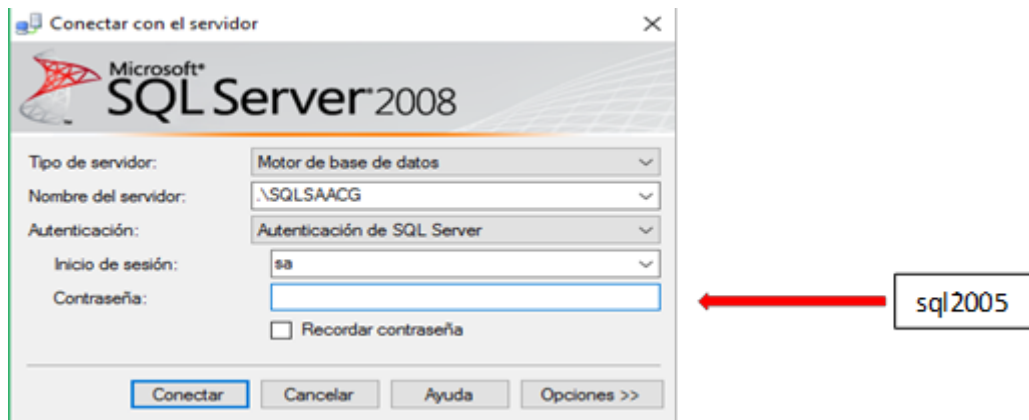 Conectar con el servidor
Microsoft®
SQL Server® 2008
Tipo de servidor: Motor de base de datos
Nombre del servidor: .\SQLSAACG
Autenticación: Autenticación de SQL Server
Inicio de sesión: sa
Contraseña: sql2005
Recordar contraseña
Conectar Cancelar Ayuda Opciones >>